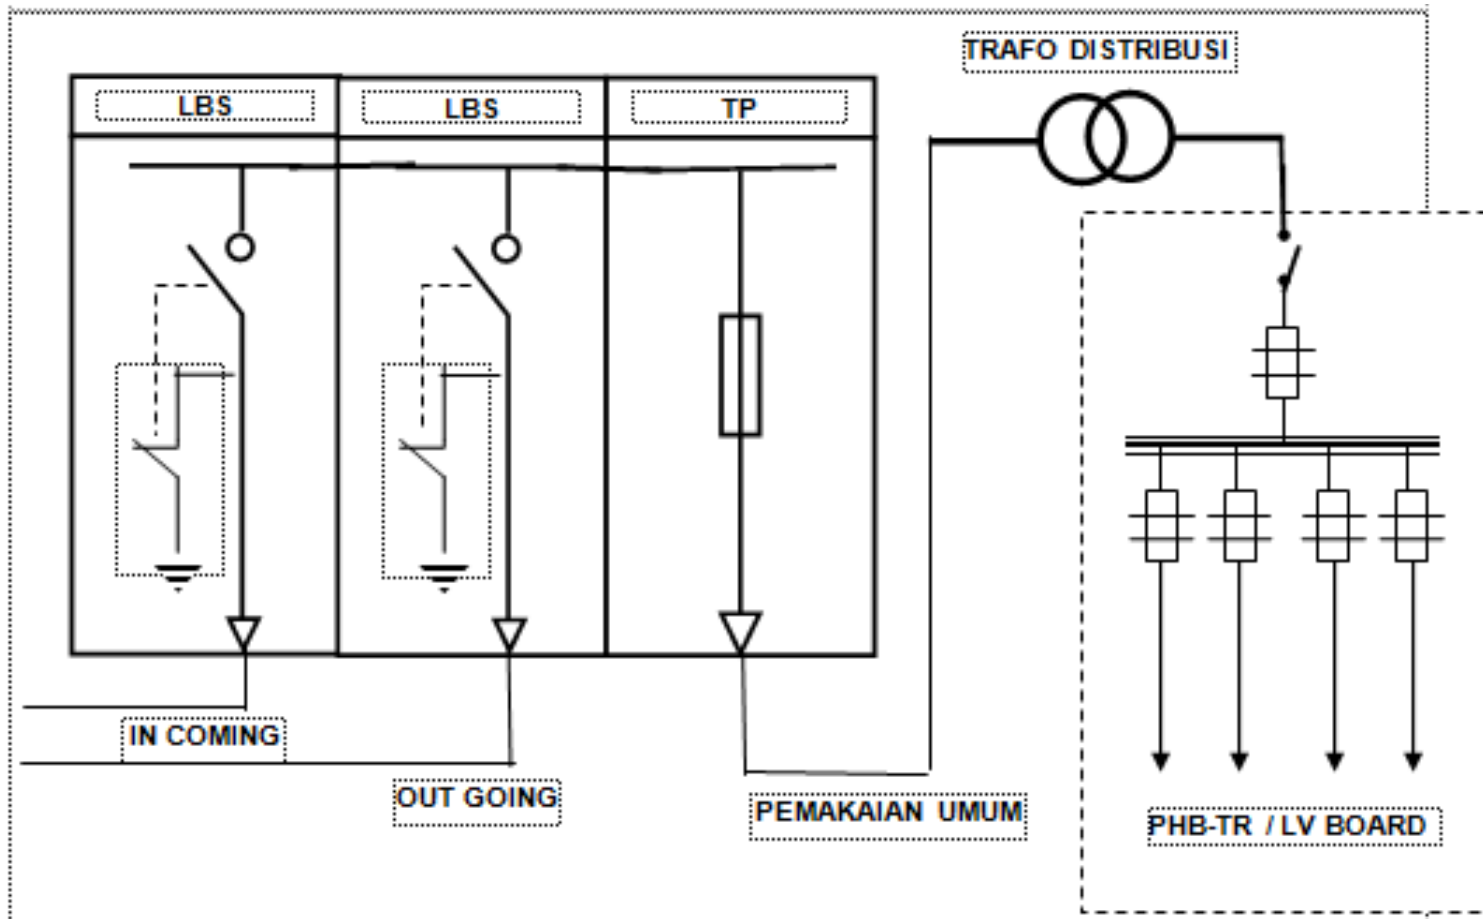 TRAFO DISTRIBUSI
LBS
LBS
TP
IN COMING
OUT GOING
PEMAKAIAN UMUM
PHB-TR / LV BOARD